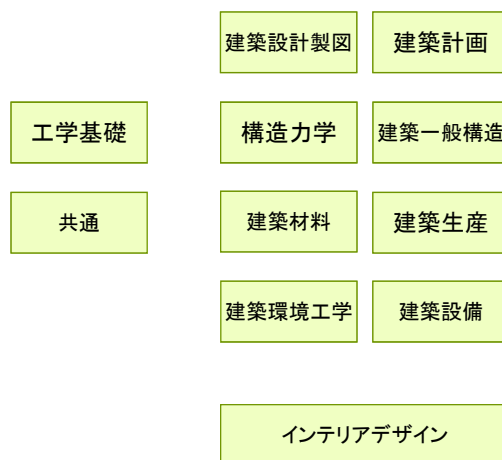 建築設計製図
建築計画
工学基礎
構造力学
建築一般構造
共通
建築材料
建築生産
建築環境工学
建築設備
インテリアデザイン